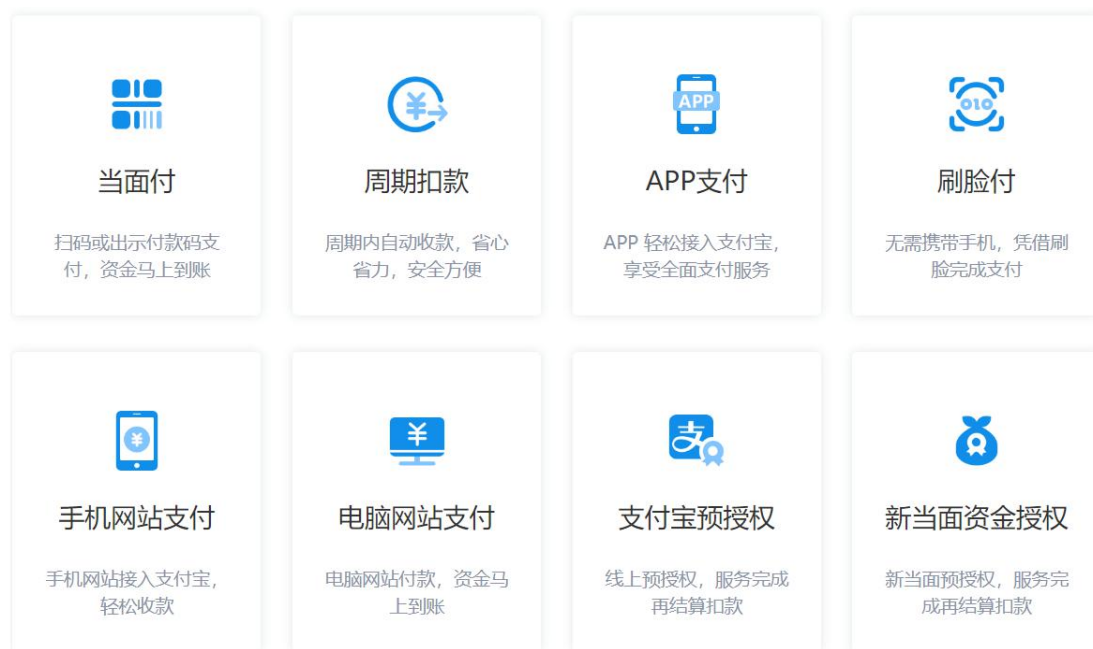 当面付
扫码或出示付款码支
付，资金马上到账
周期扣款
周期内自动收款，省心
省力，安全方便
APP
APP支付
APP 轻松接入支付宝，
享受全面支付服务
刷脸付
无需携带手机，凭借刷
脸完成支付
¥
手机网站支付
手机网站接入支付宝，
轻松收款
¥
电脑网站支付
电脑网站付款，资金马
上到账
支
支付宝预授权
线上预授权，服务完成
再结算扣款
新当面资金授权
新当面预授权，服务完
成再结算扣款